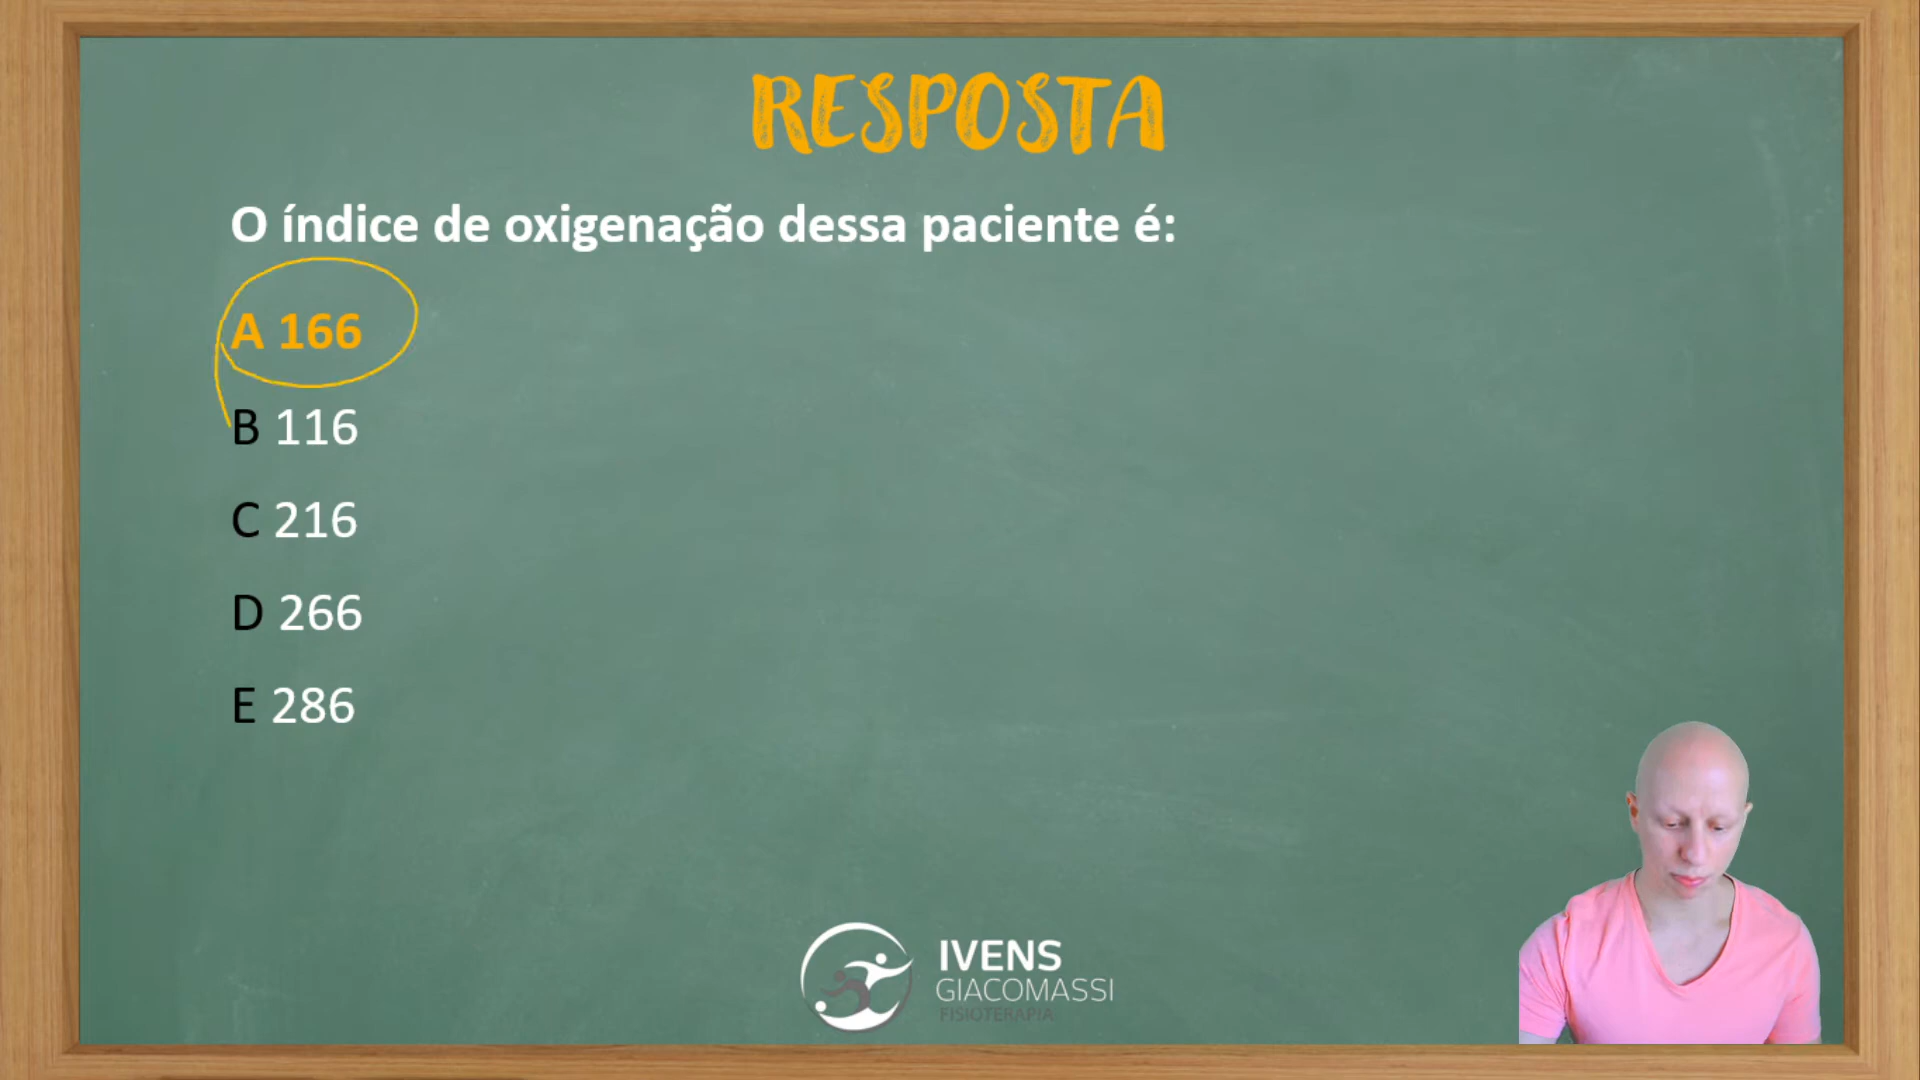 RESPOSTA
O índice de oxigenação dessa paciente é:
A 166
B 116
C 216
D 266
E 286
IVENS
GIACOMASSI
FISIOTERAPIA